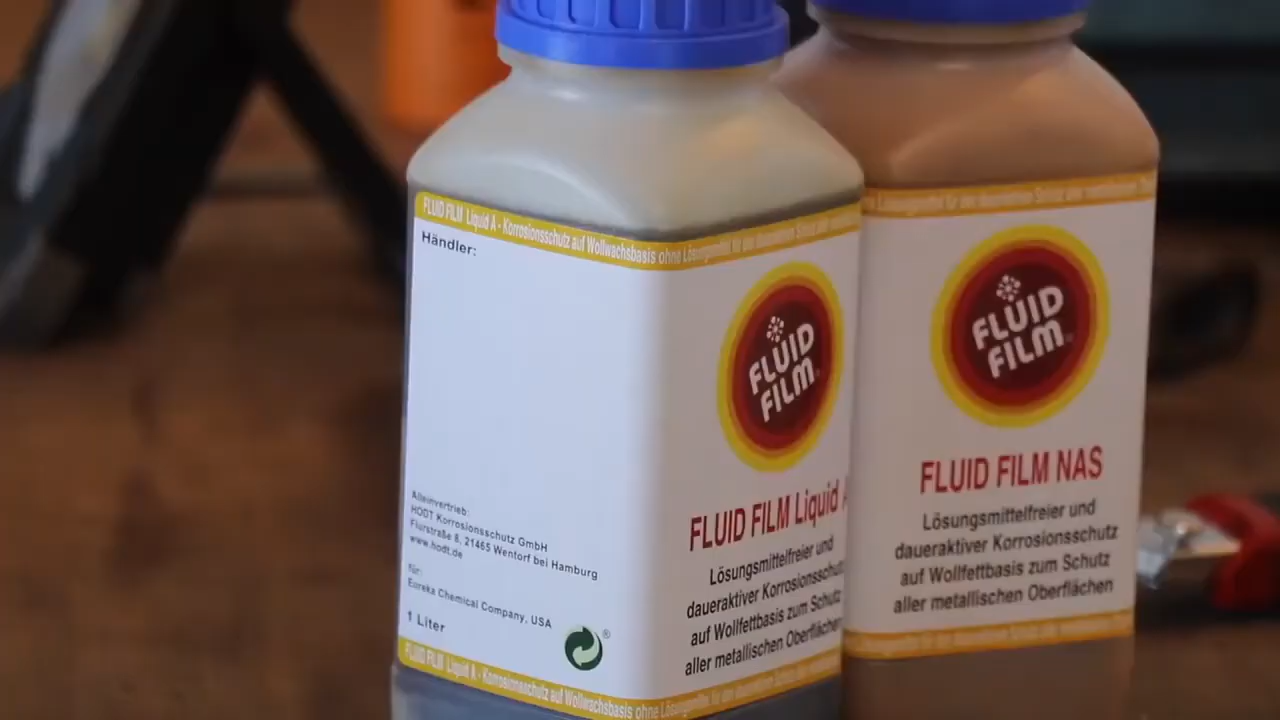 FLUID FILM Liquid A - Korrosionsschutz auf Wollwachsbasis ohne
Händler:
FLUID
FILM
FLUID FILM Liquid
Lösungsmittelfreier und
daueraktiver Korrosionsschutz
auf Wollfettbasis zum Schutz
aller metallischen Oberflächen
Alleinvertrieb:
HODT Korrosionsschutz GmbH
Flurstraße 8, 21465 Wentorf bei Hamburg
www.hodt.de
für:
Eureka Chemical Company, USA
1 Liter
®
FLUID FILM Liquid A - Korrosionsschutz auf Wollwachsbasis ohne
FLUID
FILM
FLUID FILM NAS
Lösungsmittelfreier und
daueraktiver Korrosionsschutz
auf Wollfettbasis zum Schutz
aller metallischen Oberflächen